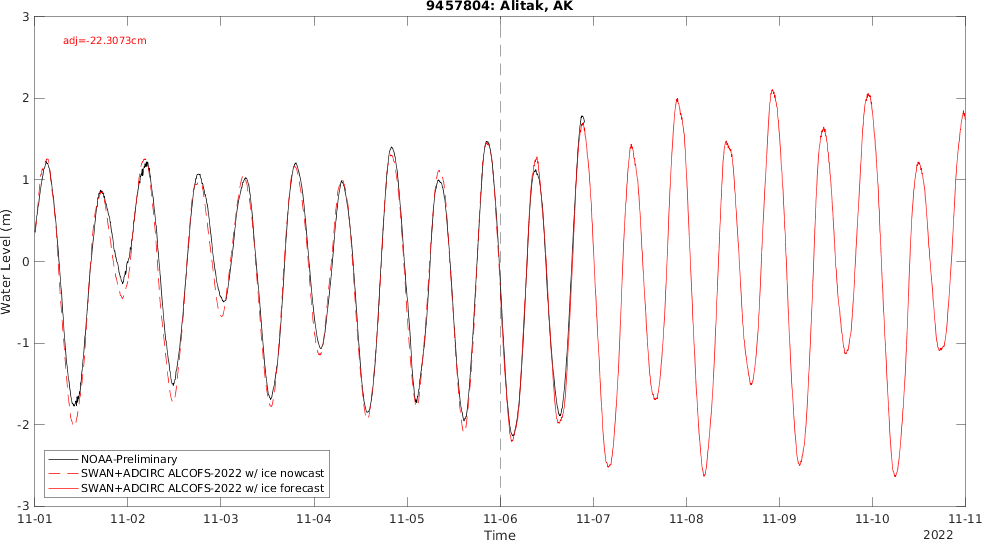 9457804: Alitak, AK
adj=-22.3073cm
3
2
1
0
-1
-2
-3
Water Level (m)
NOAA-Preliminary
SWAN+ADCIRC ALCOFS-2022 w/ ice nowcast
SWAN+ADCIRC ALCOFS-2022 w/ ice forecast
11-01 11-02 11-03 11-04 11-05 11-06 11-07 11-08 11-09 11-10 11-11
Time
2022